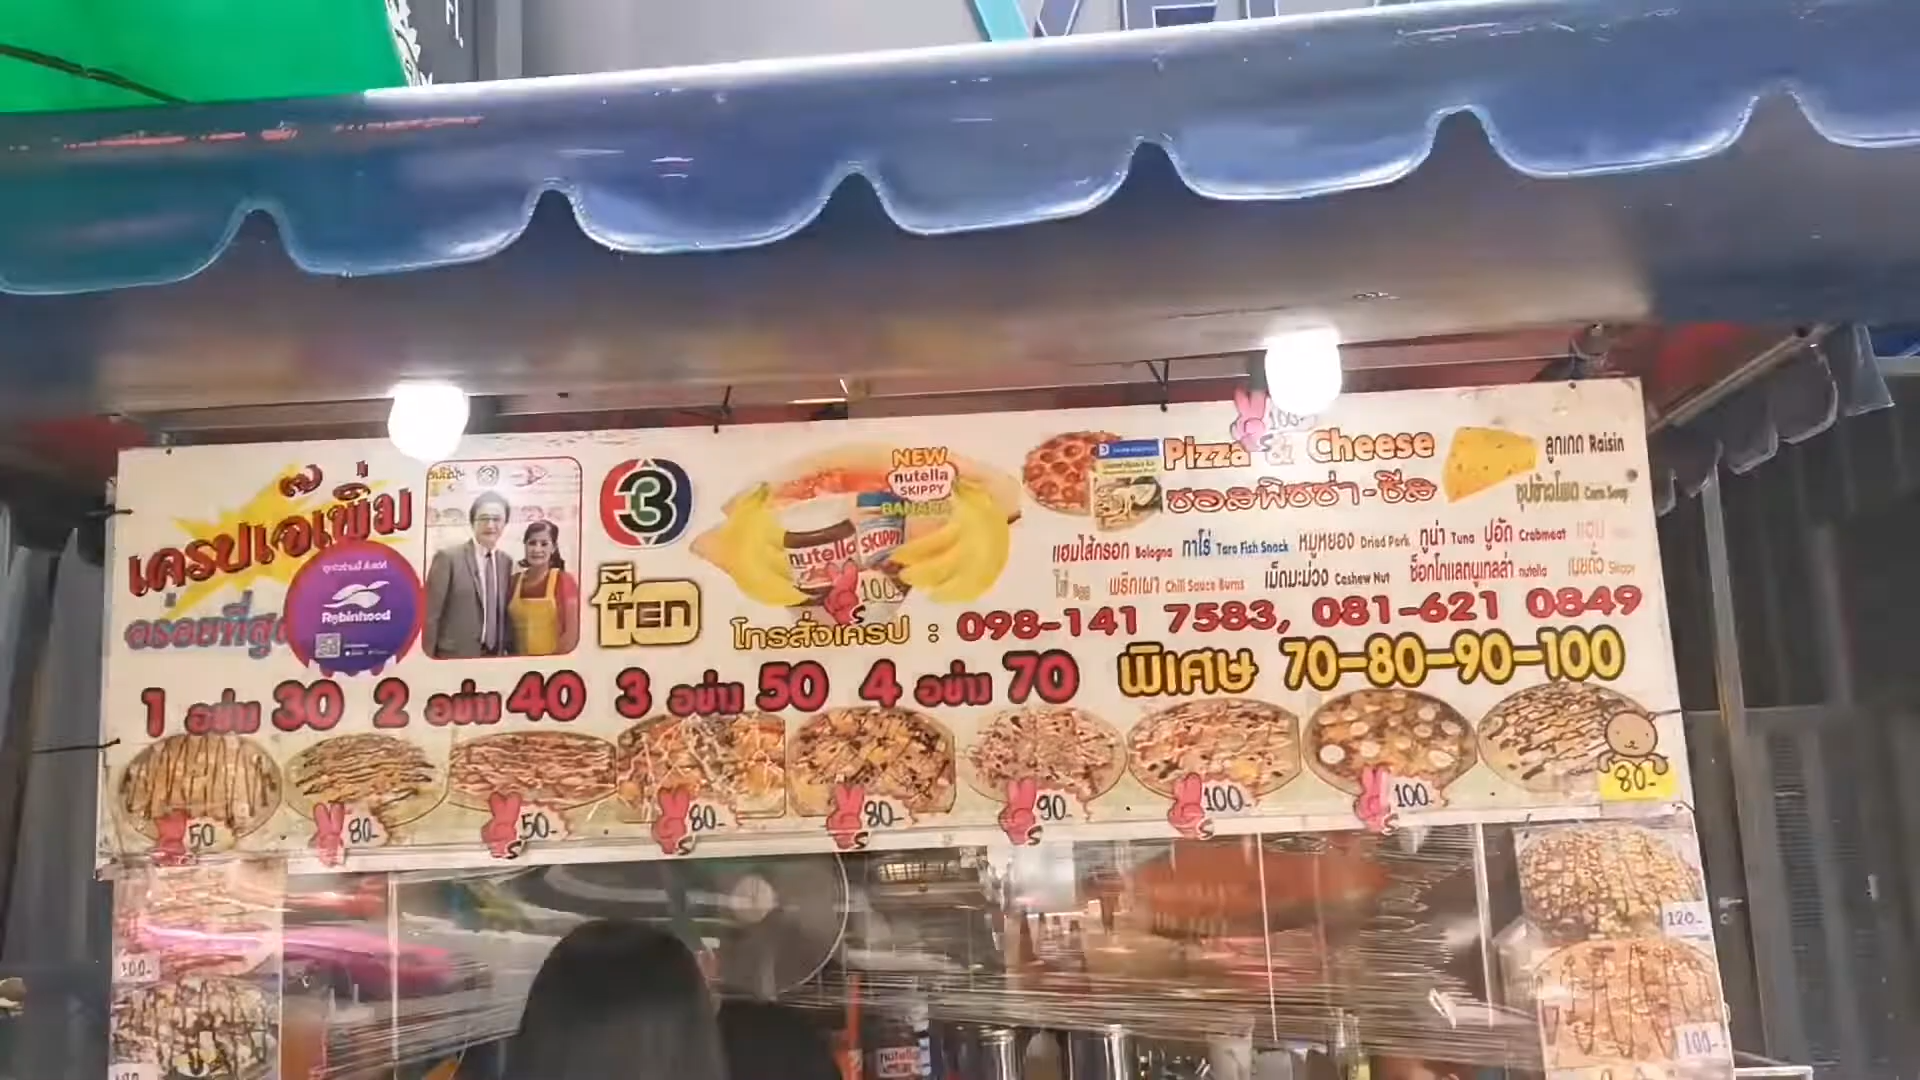 เครปเจ๊เพิ่ม
อร่อยที่สุด
Robinhood
3
ตี
AT
TEN
NEW
nutella
SKIPPY
BANANA
nutella SKIPPY
100
100-
Pizza & Cheese
ซอสพิซซ่า-ชีส
ลูกเกด Raisin
ซุปข้าวโพด Corn Soup
แฮมไส้กรอก Bologna ทาโร่ Taro Fish Snack หมูหยอง Dried Pork ทูน่า Tuna ปูอัด Crabmeat แฮม
ไข่ Egg พริกเผา Chili Sauce Burns เม็ดมะม่วง Cashew Nut ช็อกโกแลตนูเทลล่า nutella เนยถั่ว Skippy
โทรสั่งเครป : 098-141 7583, 081-621 0849
1 อย่าง 30 2 อย่าง 40 3 อย่าง 50 4 อย่าง 70 พิเศษ 70-80-90-100
50 80- 50- 80- 80- 90- 100- 100- 80-
120-
100-
100-
nutella